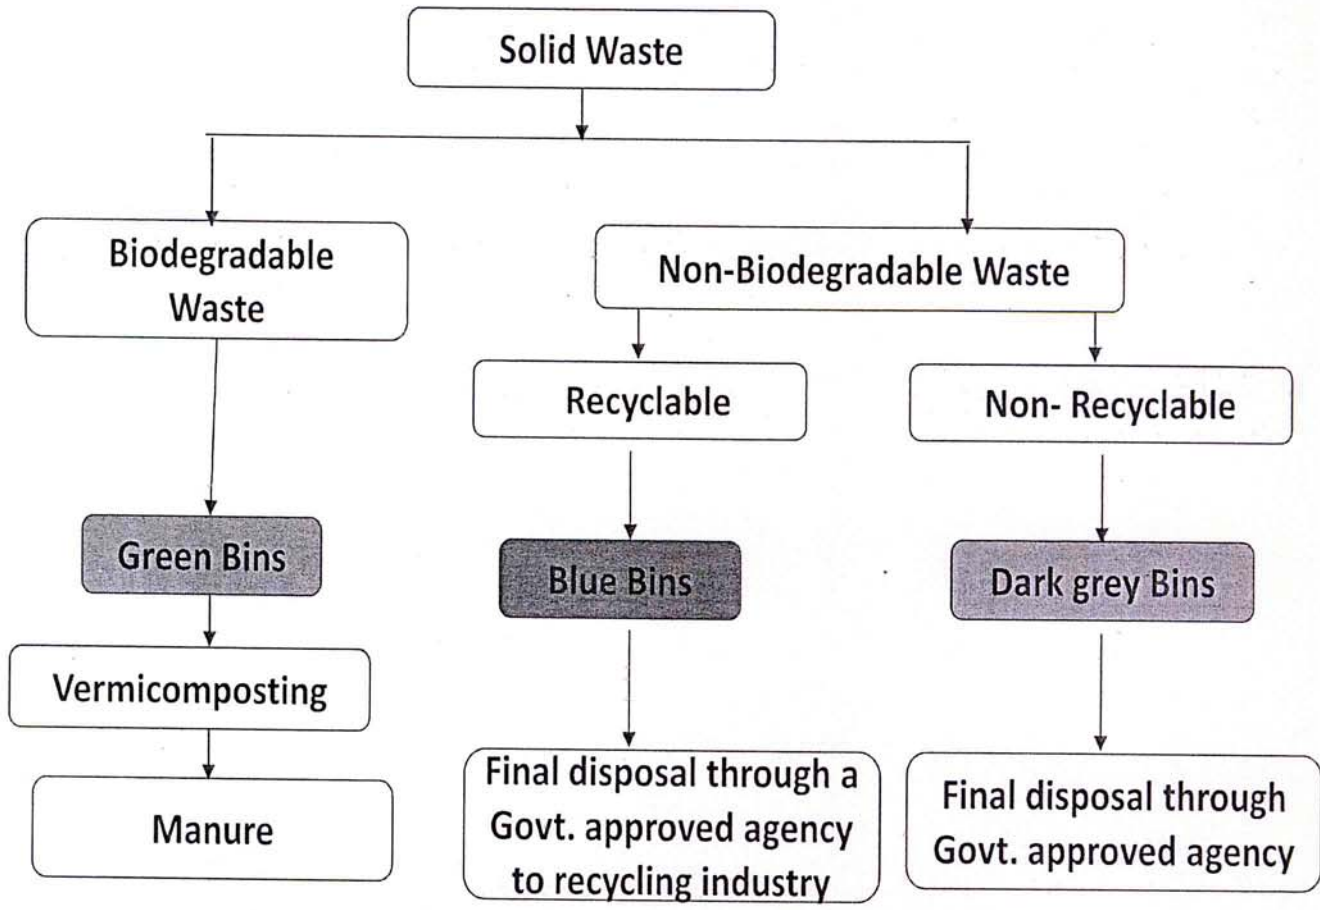 Solid Waste
Biodegradable
Waste
Non-Biodegradable Waste
Recyclable
Non- Recyclable
Green Bins
Blue Bins
Dark grey Bins
Vermicomposting
Manure
Final disposal through a
Govt. approved agency
to recycling industry
Final disposal through
Govt. approved agency